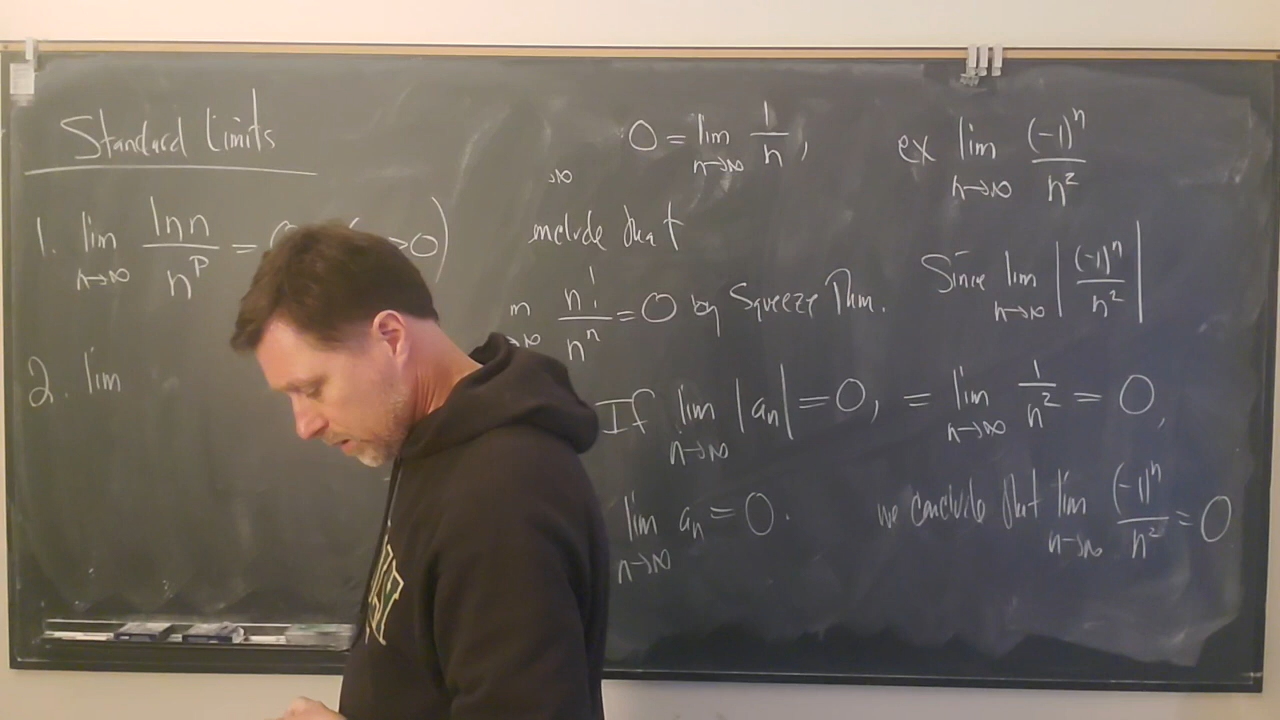 Standard Limits
1. lim n→∞ ln n / n^p = 0 ( >0)
2. lim
→∞
0 = lim n→∞ 1/n,
include that
n!/n^n = 0 by Squeeze Thm.
If lim n→∞ |a_n| = 0,
lim n→∞ a_n = 0.
ex lim n→∞ (-1)^n / n^2
Since lim n→∞ |(-1)^n / n^2|
= lim n→∞ 1/n^2 = 0,
we conclude that lim n→∞ (-1)^n / n^2 = 0